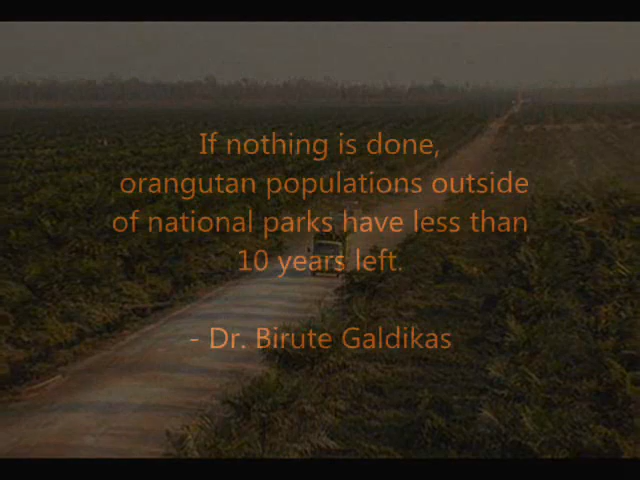 If nothing is done,
orangutan populations outside
of national parks have less than
10 years left.
- Dr. Birute Galdikas